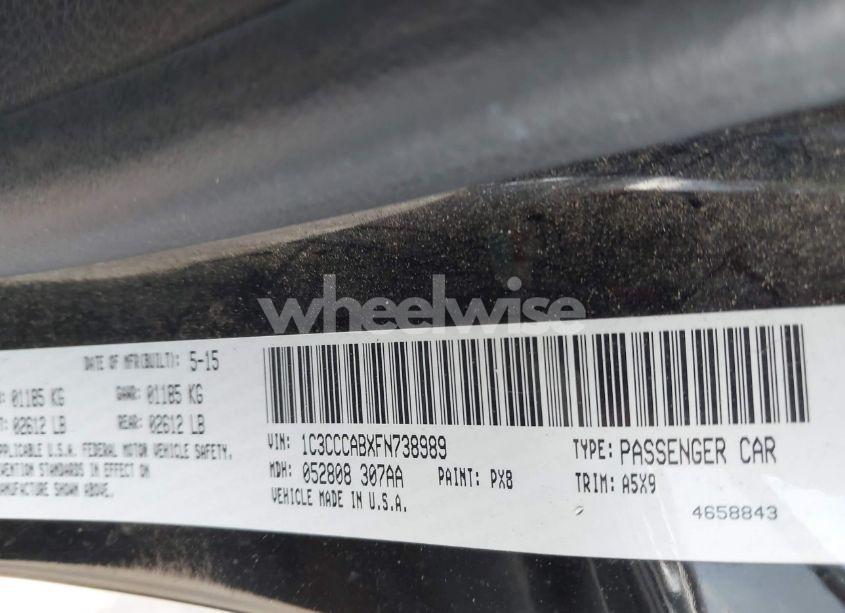 wheelwise
DATE OF MFR(BUILT): 5-15
01185 KG GAWR: 01185 KG
02612 LB REAR: 02612 LB
APPLICABLE U.S.A. FEDERAL MOTOR VEHICLE SAFETY,
VENTION STANDARDS IN EFFECT ON
MANUFACTURE SHOWN ABOVE.
VIN: 1C3CCCABXFN738989
MDH: 052808 307AA PAINT: PX8
VEHICLE MADE IN U.S.A.
TYPE: PASSENGER CAR
TRIM: A5X9
4658843